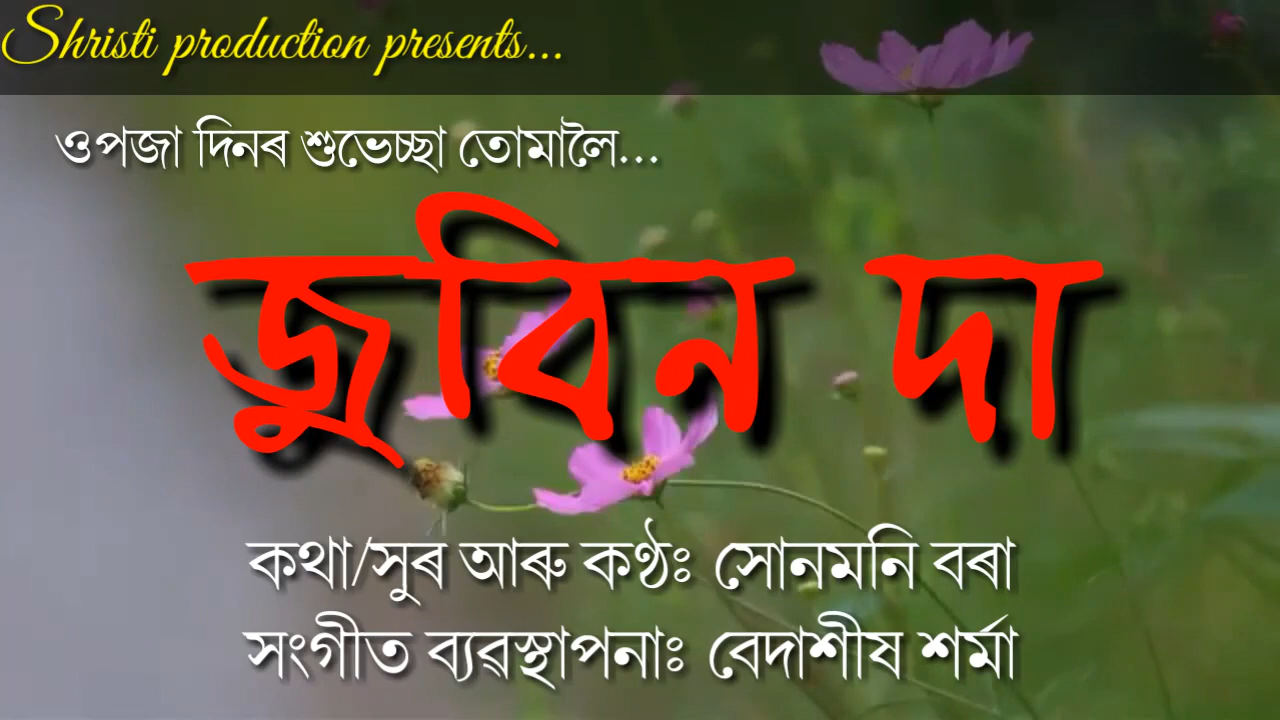 Shristi production presents...
ওপজা দিনৰ শুভেচ্ছা তোমালৈ...
জুবিন দা
কথা/সুৰ আৰু কণ্ঠঃ সোনমনি বৰা
সংগীত ব্যৱস্থাপনাঃ বেদাশীষ শৰ্মা